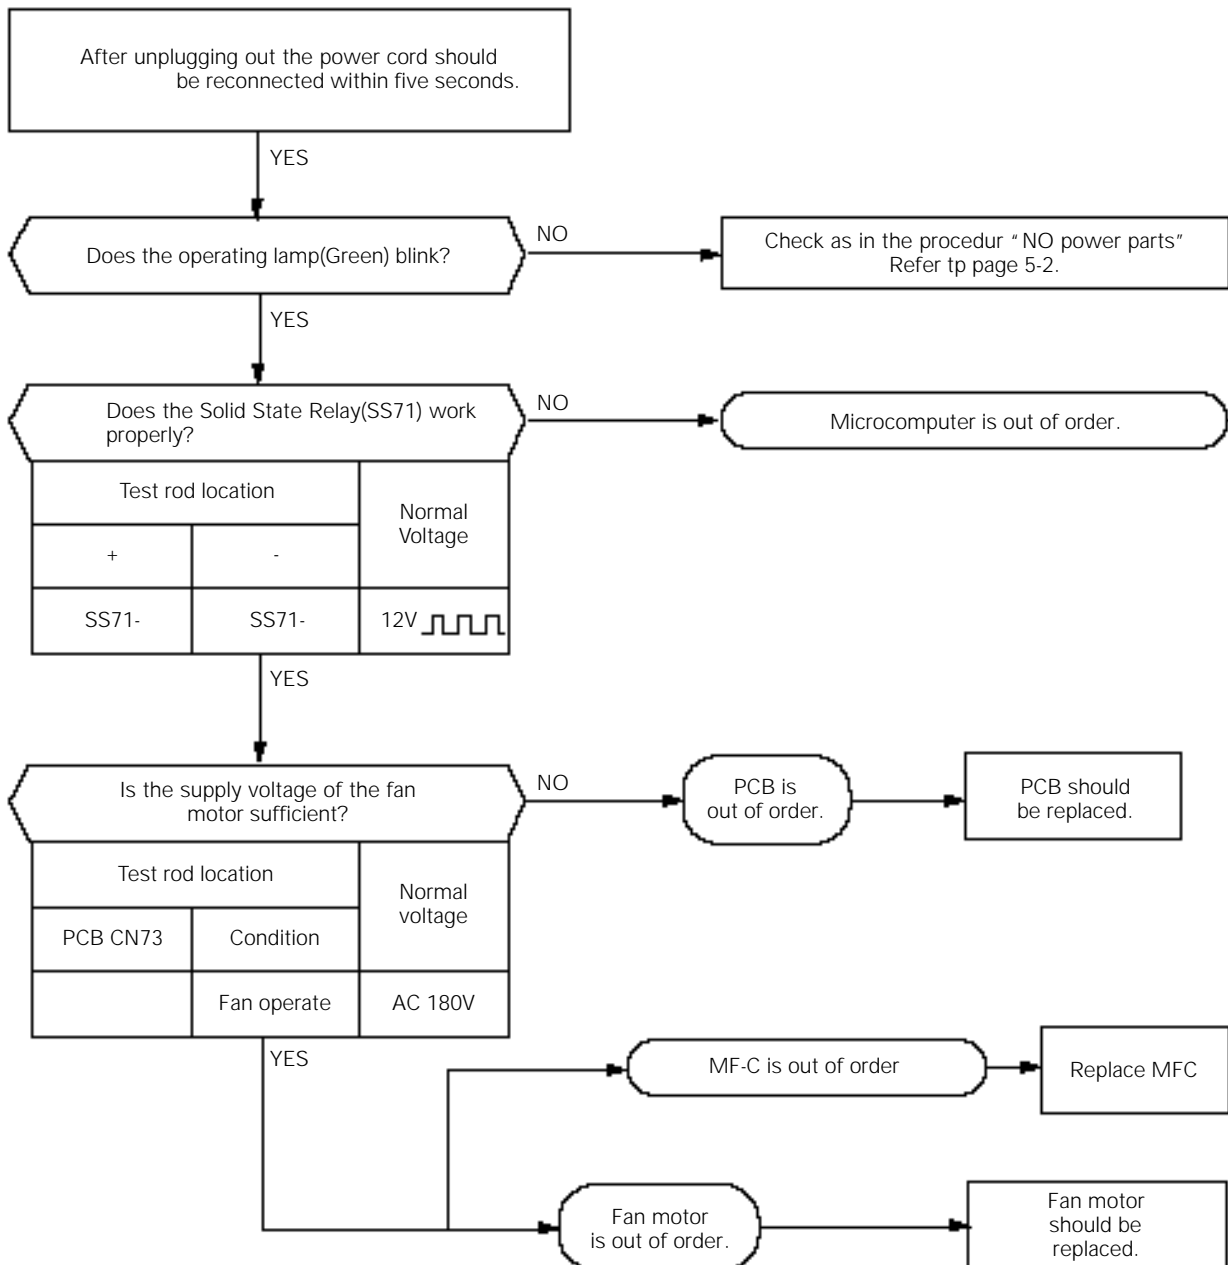 After unplugging out the power cord should
be reconnected within five seconds.
YES
Does the operating lamp(Green) blink?
NO
Check as in the procedur “NO power parts”
Refer tp page 5-2.
YES
Does the Solid State Relay(SS71) work
properly?
NO
Microcomputer is out of order.
Test rod location
Normal
Voltage
+
-
SS71-
SS71-
12V
YES
Is the supply voltage of the fan
motor sufficient?
NO
PCB is
out of order.
PCB should
be replaced.
Test rod location
Normal
voltage
PCB CN73
Condition
Fan operate
AC 180V
YES
MF-C is out of order
Replace MFC
Fan motor
is out of order.
Fan motor
should be
replaced.